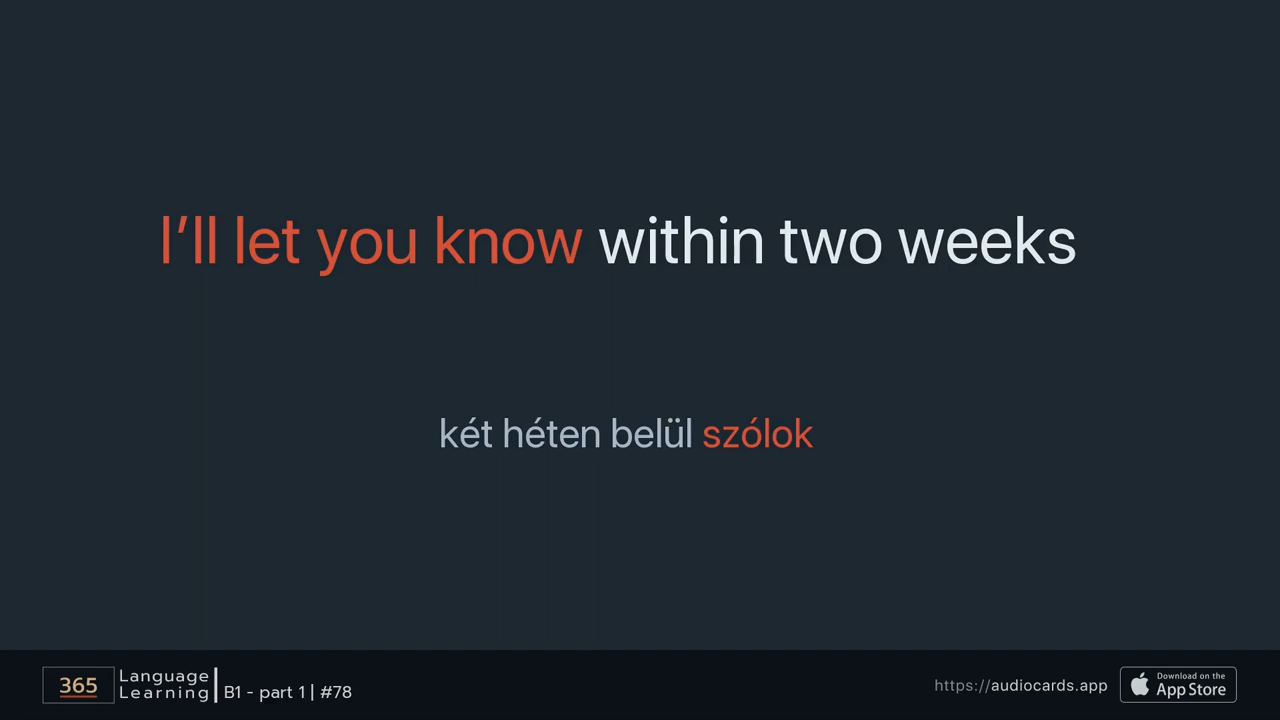 I’ll let you know within two weeks
két héten belül szólok
365 Language Learning B1 - part 1 | #78
https://audiocards.app
Download on the
App Store